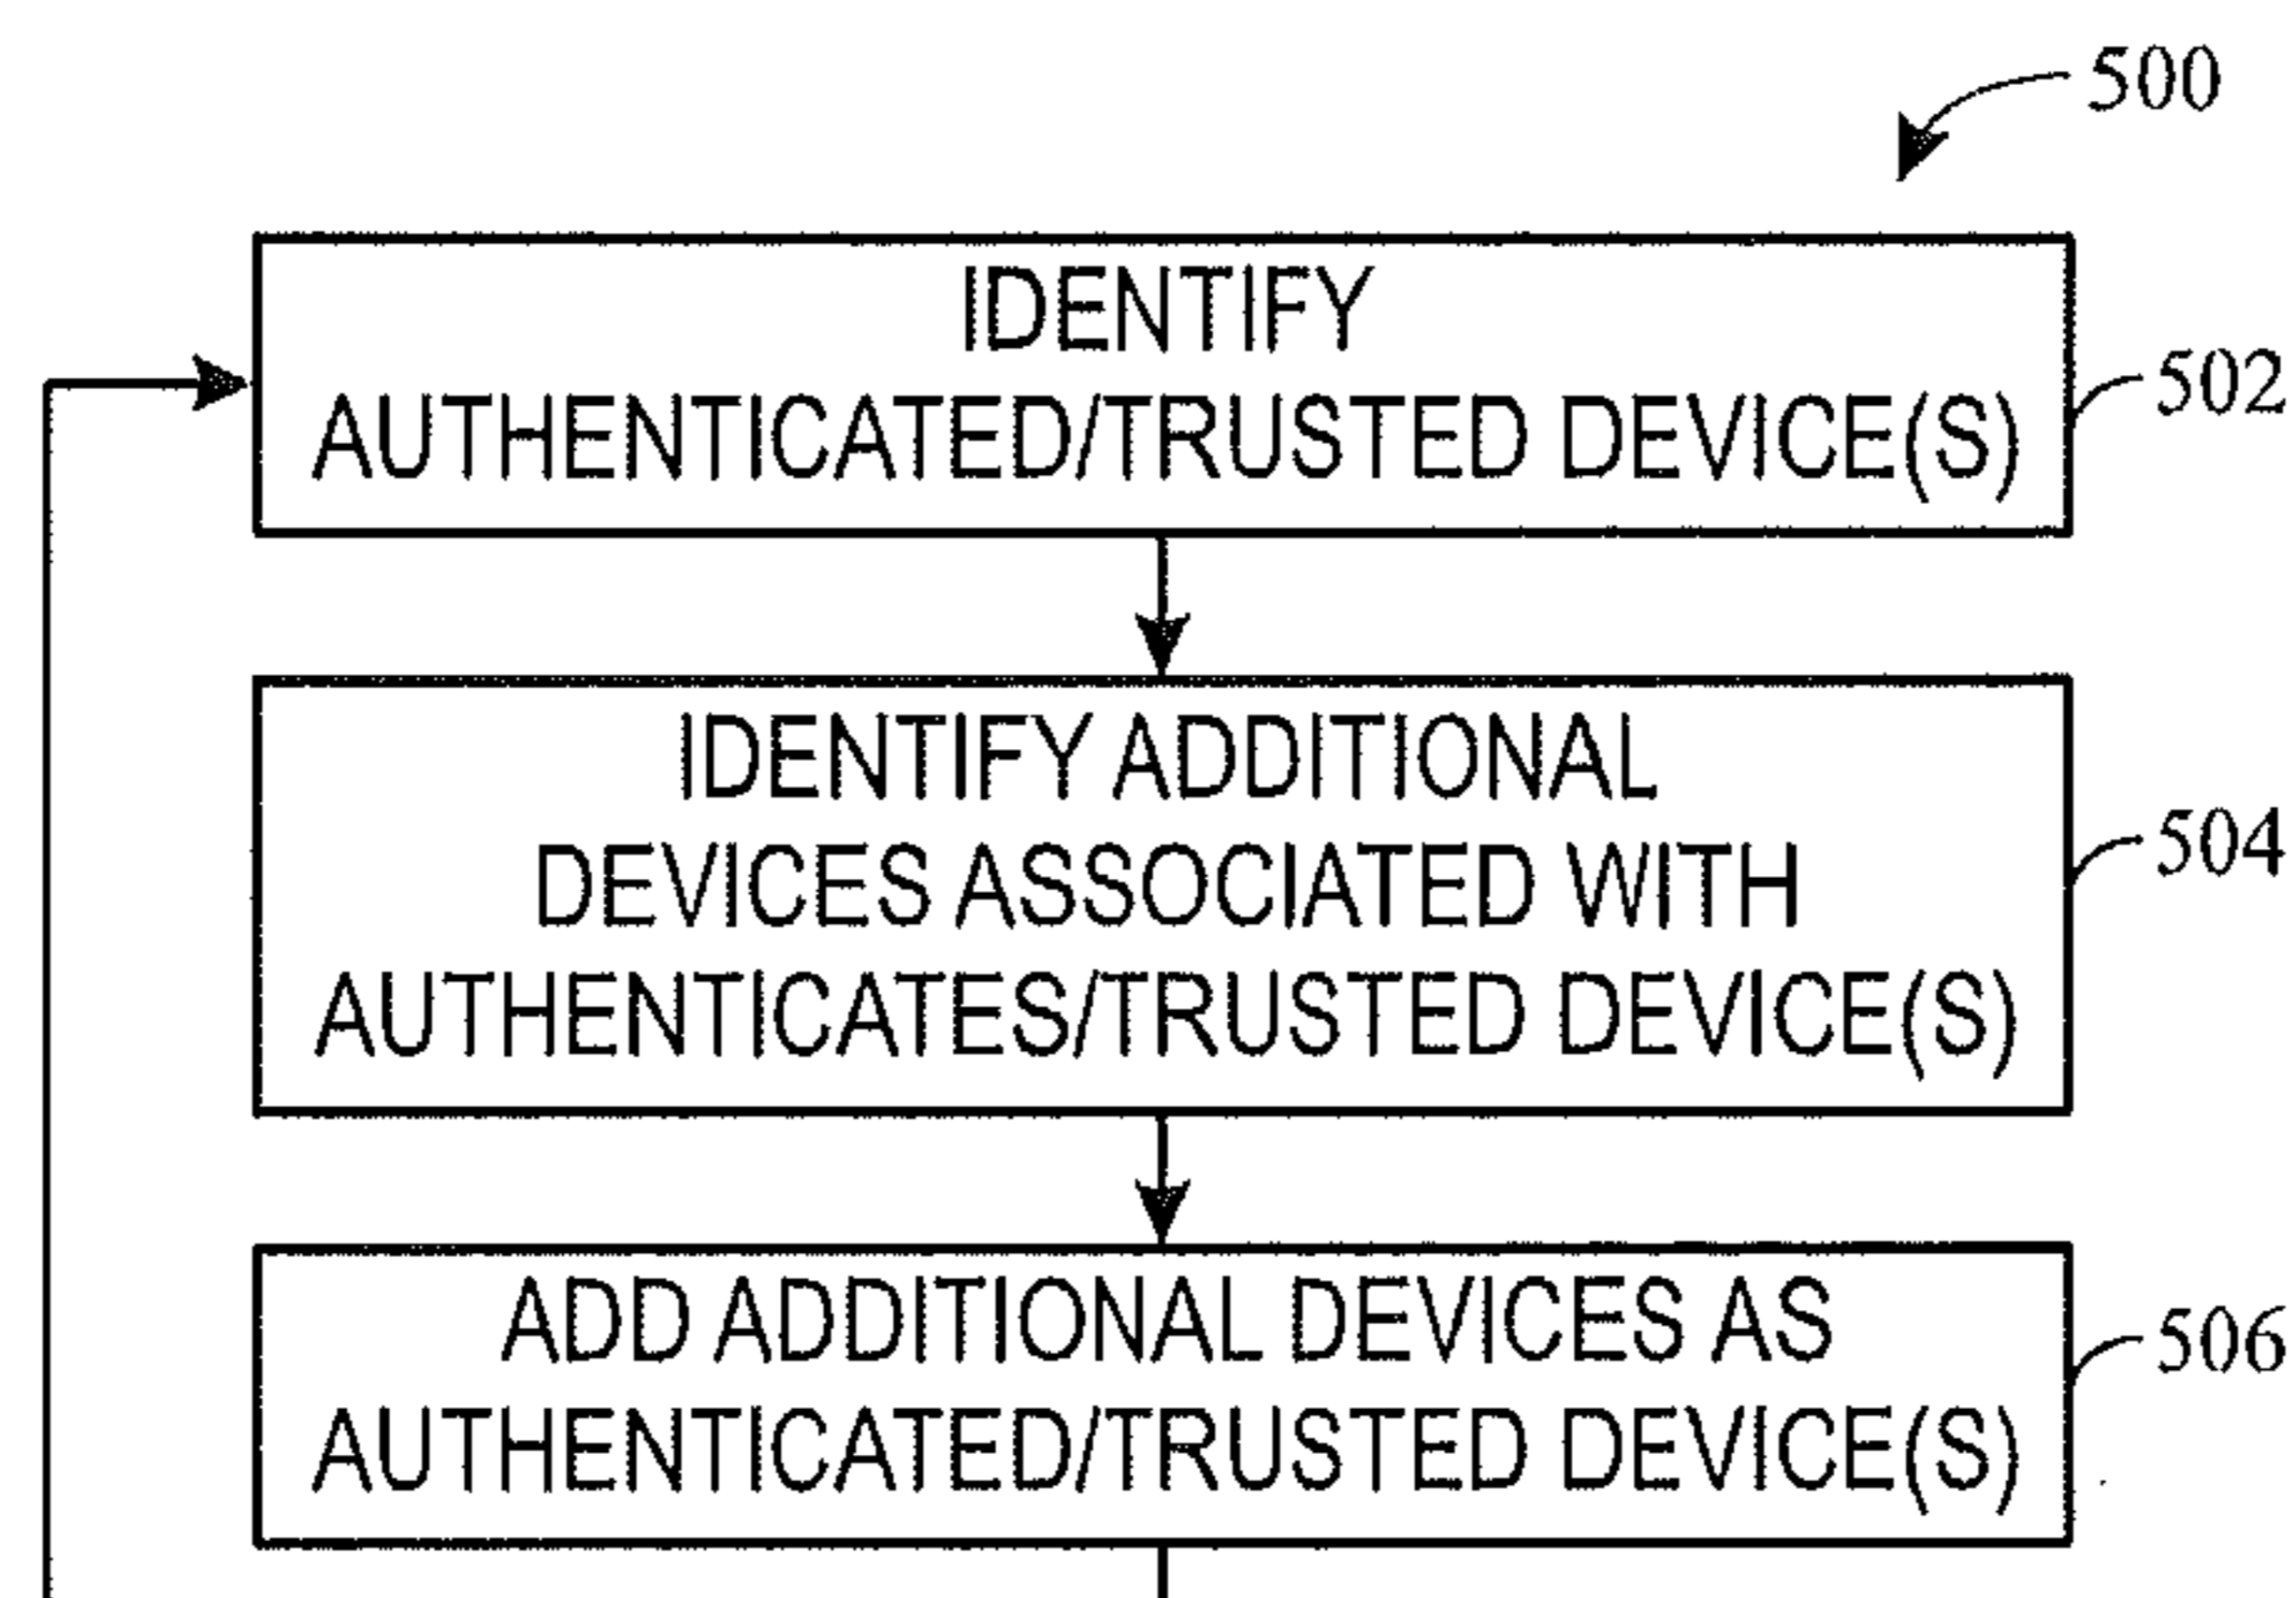 500
IDENTIFY
AUTHENTICATED/TRUSTED DEVICE(S)
502
IDENTIFY ADDITIONAL
DEVICES ASSOCIATED WITH
AUTHENTICATES/TRUSTED DEVICE(S)
504
ADD ADDITIONAL DEVICES AS
AUTHENTICATED/TRUSTED DEVICE(S)
506